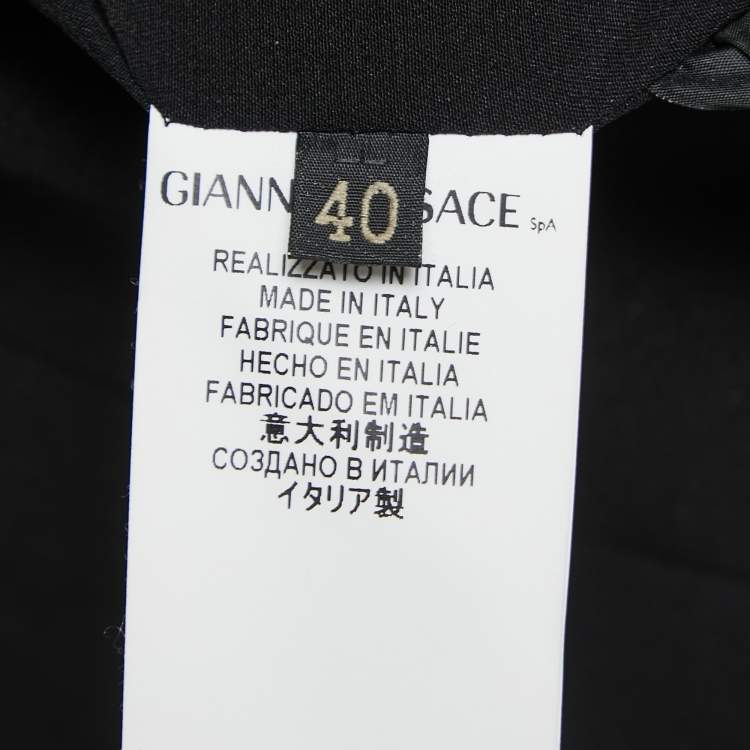 GIANN SACE SpA
40
REALIZZATO IN ITALIA
MADE IN ITALY
FABRIQUE EN ITALIE
HECHO EN ITALIA
FABRICADO EM ITALIA
意大利制造
СОЗДАНО В ИТАЛИИ
イタリア製